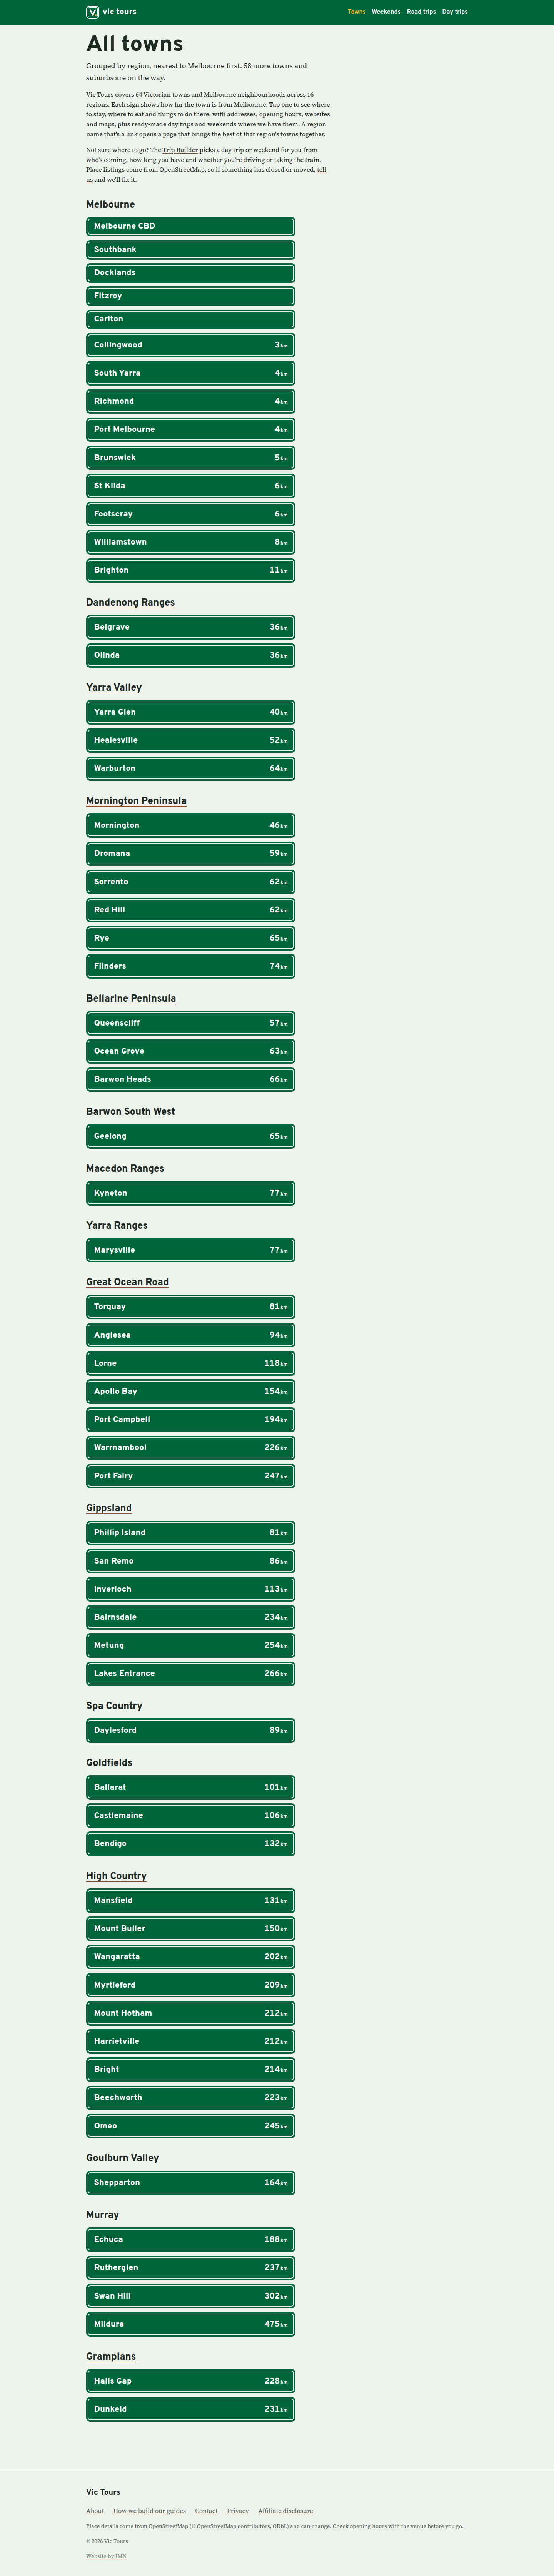 vic tours
Towns Weekends Road trips Day trips
All towns
Grouped by region, nearest to Melbourne first. 58 more towns and
suburbs are on the way.
Vic Tours covers 64 Victorian towns and Melbourne neighbourhoods across 16
regions. Each sign shows how far the town is from Melbourne. Tap one to see where
to stay, where to eat and things to do there, with addresses, opening hours, websites
and maps, plus ready-made day trips and weekends where we have them. A region
name that's a link opens a page that brings the best of that region's towns together.
Not sure where to go? The Trip Builder picks a day trip or weekend for you from
who's coming, how long you have and whether you're driving or taking the train.
Place listings come from OpenStreetMap, so if something has closed or moved, tell
us and we'll fix it.
Melbourne
Melbourne CBD
Southbank
Docklands
Fitzroy
Carlton
Collingwood 3 km
South Yarra 4 km
Richmond 4 km
Port Melbourne 4 km
Brunswick 5 km
St Kilda 6 km
Footscray 6 km
Williamstown 8 km
Brighton 11 km
Dandenong Ranges
Belgrave 36 km
Olinda 36 km
Yarra Valley
Yarra Glen 40 km
Healesville 52 km
Warburton 64 km
Mornington Peninsula
Mornington 46 km
Dromana 59 km
Sorrento 62 km
Red Hill 62 km
Rye 65 km
Flinders 74 km
Bellarine Peninsula
Queenscliff 57 km
Ocean Grove 63 km
Barwon Heads 66 km
Barwon South West
Geelong 65 km
Macedon Ranges
Kyneton 77 km
Yarra Ranges
Marysville 77 km
Great Ocean Road
Torquay 81 km
Anglesea 94 km
Lorne 118 km
Apollo Bay 154 km
Port Campbell 194 km
Warrnambool 226 km
Port Fairy 247 km
Gippsland
Phillip Island 81 km
San Remo 86 km
Inverloch 113 km
Bairnsdale 234 km
Metung 254 km
Lakes Entrance 266 km
Spa Country
Daylesford 89 km
Goldfields
Ballarat 101 km
Castlemaine 106 km
Bendigo 132 km
High Country
Mansfield 131 km
Mount Buller 150 km
Wangaratta 202 km
Myrtleford 209 km
Mount Hotham 212 km
Harrietville 212 km
Bright 214 km
Beechworth 223 km
Omeo 245 km
Goulburn Valley
Shepparton 164 km
Murray
Echuca 188 km
Rutherglen 237 km
Swan Hill 302 km
Mildura 475 km
Grampians
Halls Gap 228 km
Dunkeld 231 km
Vic Tours
About How we build our guides Contact Privacy Affiliate disclosure
Place details come from OpenStreetMap (© OpenStreetMap contributors, ODbL) and can change. Check opening hours with the venue before you go.
© 2026 Vic Tours
Website by IMN